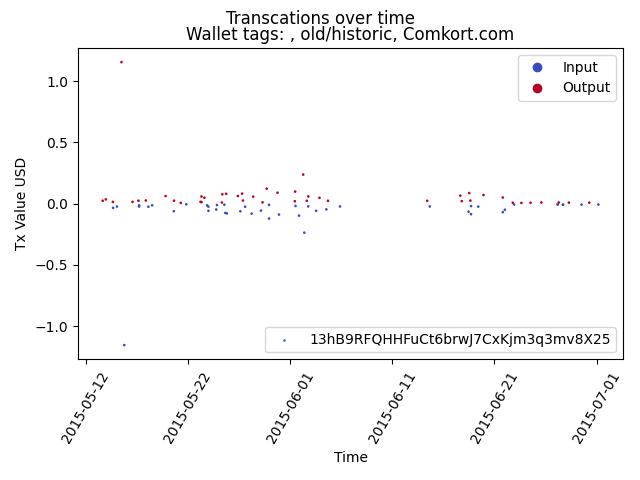 Transcations over time
Wallet tags: , old/historic, Comkort.com
Input
Output
Tx Value USD
1.0
0.5
0.0
−0.5
−1.0
13hB9RFQHHFuCt6brwJ7CxKjm3q3mv8X25
2015-05-12
2015-05-22
2015-06-01
2015-06-11
2015-06-21
2015-07-01
Time